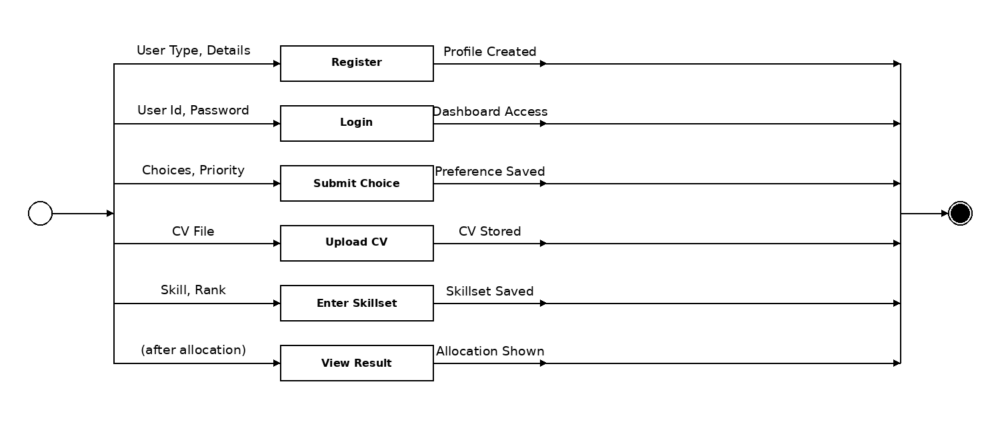 User Type, Details
Register
Profile Created
User Id, Password
Login
Dashboard Access
Choices, Priority
Submit Choice
Preference Saved
CV File
Upload CV
CV Stored
Skill, Rank
Enter Skillset
Skillset Saved
(after allocation)
View Result
Allocation Shown